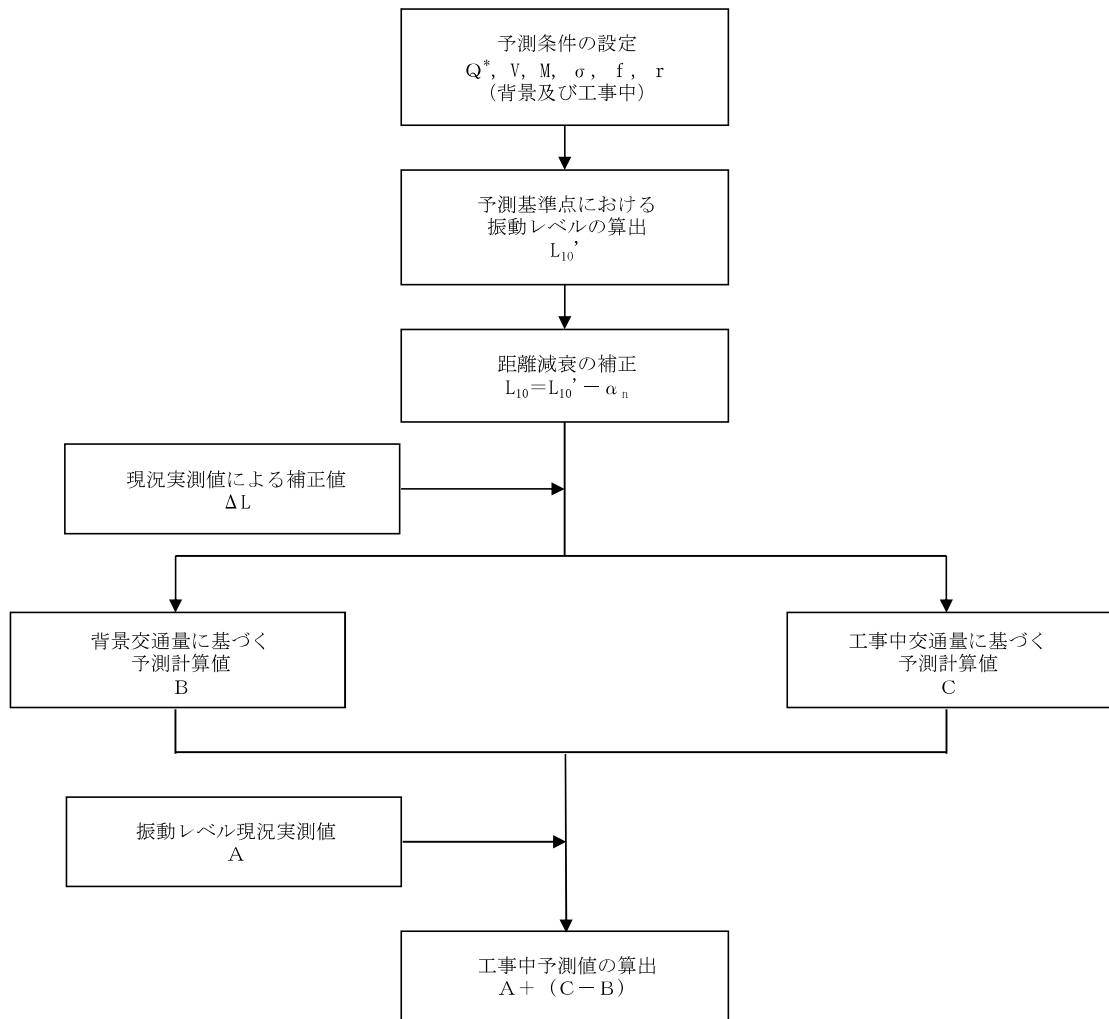 予測条件の設定
Q*, V, M, σ, f, r
(背景及び工事中)
予測基準点における
振動レベルの算出
L10'
距離減衰の補正
L10=L10'-αn
現況実測値による補正値
ΔL
背景交通量に基づく
予測計算値
B
工事中交通量に基づく
予測計算値
C
振動レベル現況実測値
A
工事中予測値の算出
A+(C-B)